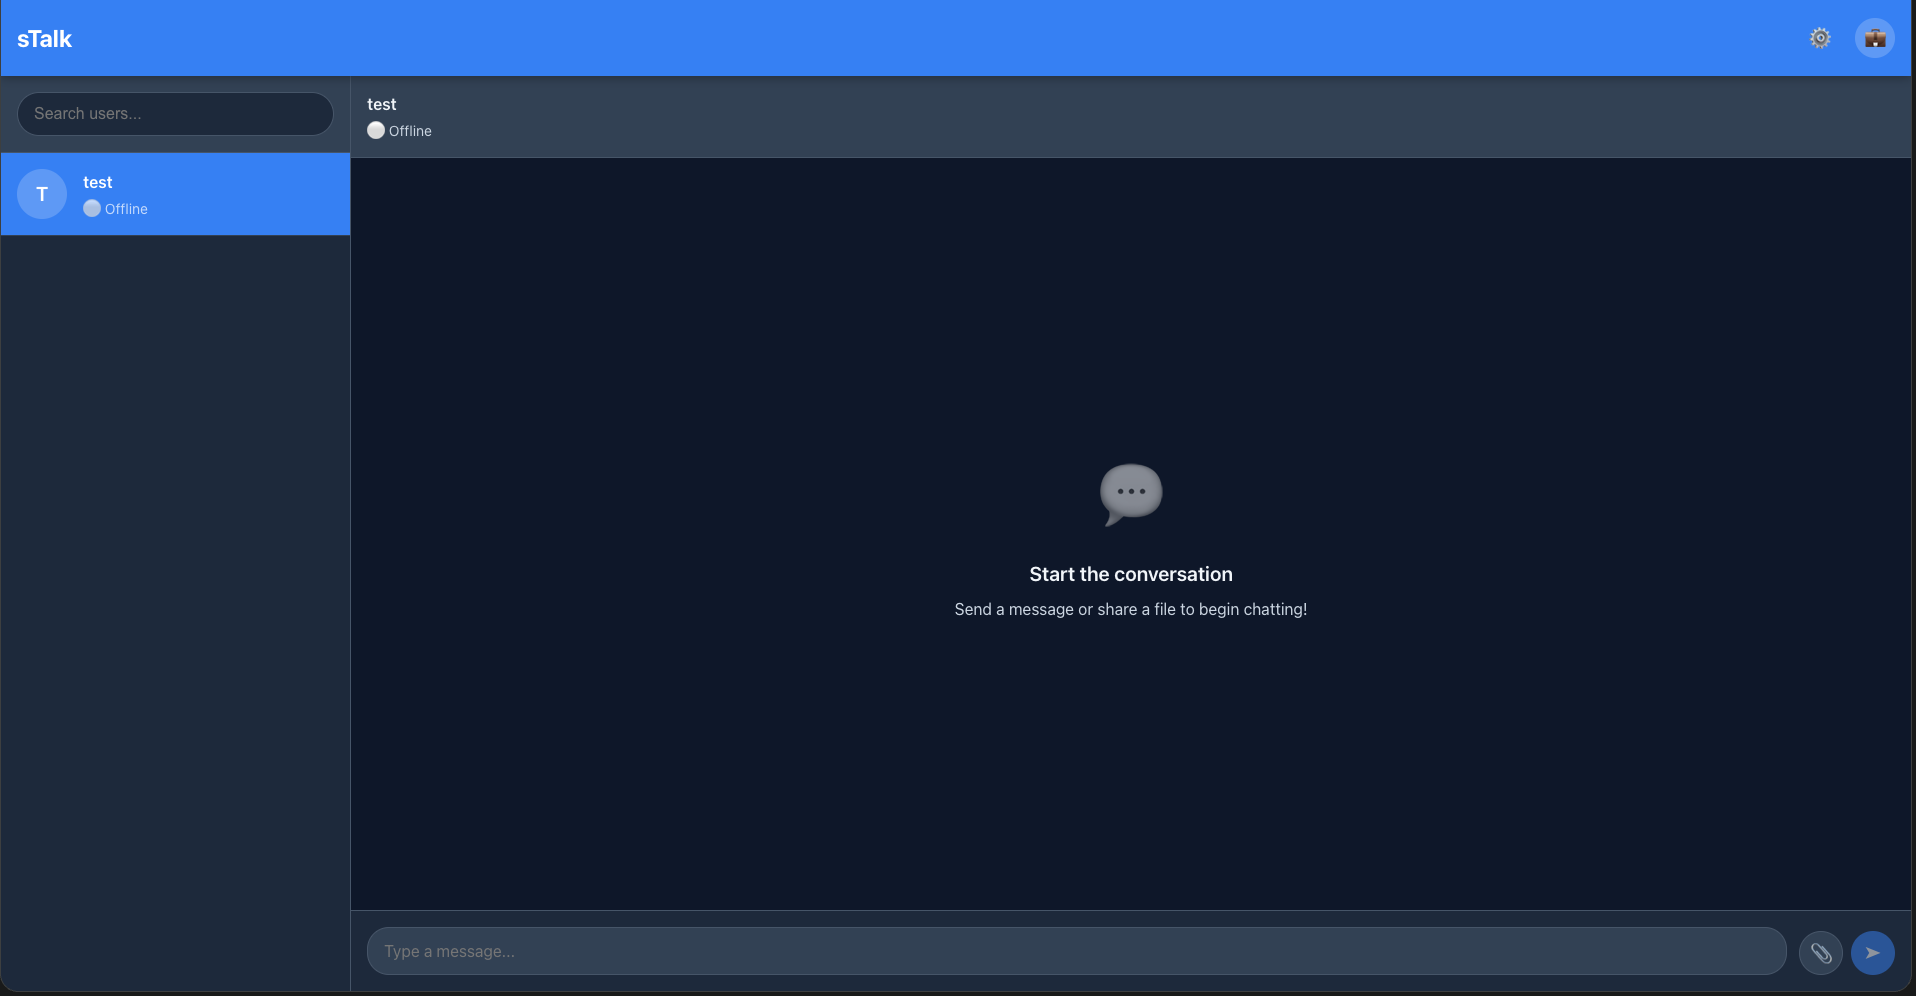 sTalk
Search users...
T
test
Offline
test
Offline
Start the conversation
Send a message or share a file to begin chatting!
Type a message...